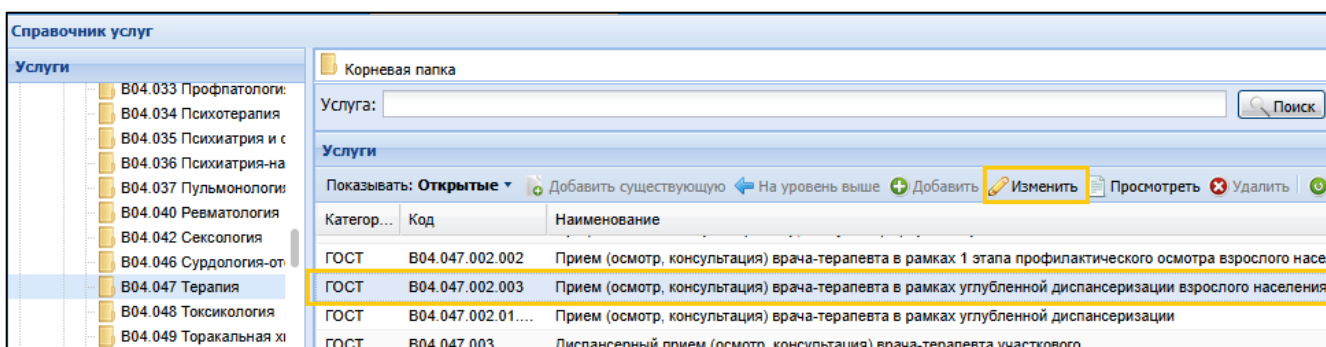 Справочник услуг
Услуги
B04.033 Профпатологи
B04.034 Психотерапия
B04.035 Психиатрия и
B04.036 Психиатрия-на
B04.037 Пульмонологи
B04.040 Ревматология
B04.042 Сексология
B04.046 Сурдология-от
B04.047 Терапия
B04.048 Токсикология
B04.049 Торакальная
Корневая папка
Услуга: Поиск
Услуги
Показывать: Открытые Добавить существующую На уровень выше Добавить Изменить Просмотреть Удалить
Категор... Код Наименование
ГОСТ B04.047.002.002 Прием (осмотр, консультация) врача-терапевта в рамках 1 этапа профилактического осмотра взрослого насе
ГОСТ B04.047.002.003 Прием (осмотр, консультация) врача-терапевта в рамках углубленной диспансеризации взрослого населения
ГОСТ B04.047.002.01.... Прием (осмотр, консультация) врача-терапевта в рамках углубленной диспансеризации
ГОСТ B04.047.003 Диспансерный прием (осмотр, консультация) врача-терапевта участкового